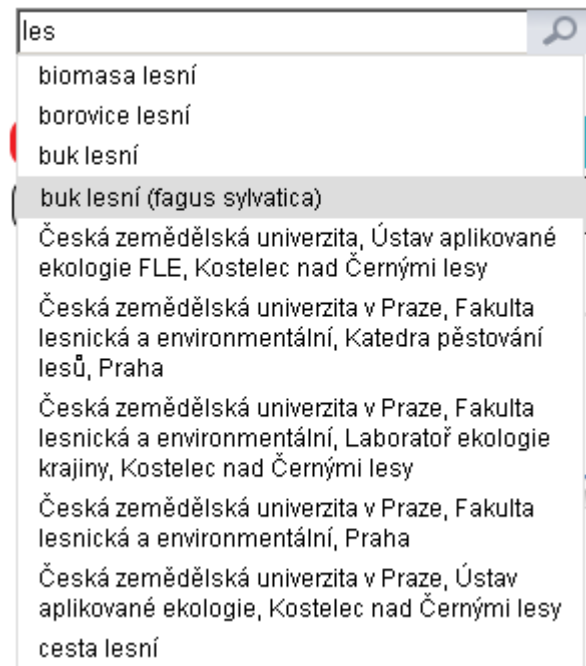 les
biomasa lesní
borovice lesní
buk lesní
buk lesní (fagus sylvatica)
Česká zemědělská univerzita, Ústav aplikované
ekologie FLE, Kostelec nad Černými lesy
Česká zemědělská univerzita v Praze, Fakulta
lesnická a environmentální, Katedra pěstování
lesů, Praha
Česká zemědělská univerzita v Praze, Fakulta
lesnická a environmentální, Laboratoř ekologie
krajiny, Kostelec nad Černými lesy
Česká zemědělská univerzita v Praze, Fakulta
lesnická a environmentální, Praha
Česká zemědělská univerzita v Praze, Ústav
aplikované ekologie, Kostelec nad Černými lesy
cesta lesní